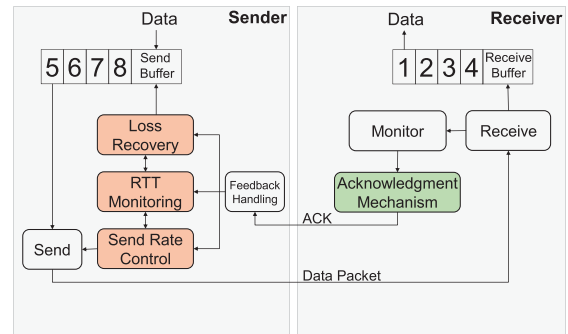 Data
Sender
5 6 7 8
Send
Buffer
Loss
Recovery
RTT
Monitoring
Feedback
Handling
Send
Send Rate
Control
Data
Receiver
1 2 3 4
Receive
Buffer
Monitor
Receive
Acknowledgment
Mechanism
ACK
Data Packet